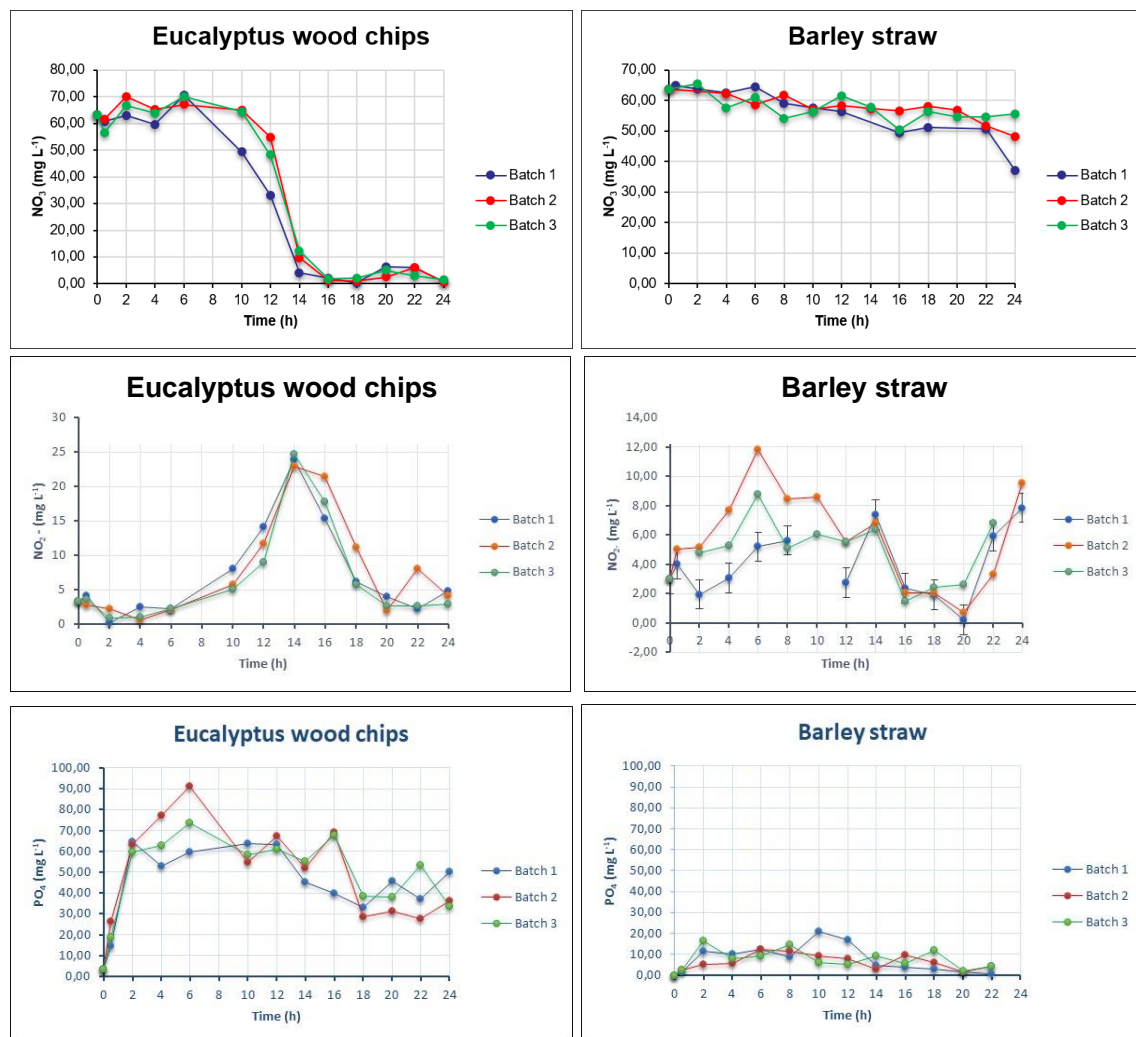 Eucalyptus wood chips
80,00
70,00
60,00
50,00
40,00
30,00
20,00
10,00
0,00
NO₃ (mg L⁻¹)
0 2 4 6 8 10 12 14 16 18 20 22 24
Time (h)
Batch 1
Batch 2
Batch 3
Barley straw
70,00
60,00
50,00
40,00
30,00
20,00
10,00
0,00
NO₃ (mg L⁻¹)
0 2 4 6 8 10 12 14 16 18 20 22 24
Time (h)
Batch 1
Batch 2
Batch 3
Eucalyptus wood chips
30
25
20
15
10
5
0
NO₂ - (mg L⁻¹)
0 2 4 6 8 10 12 14 16 18 20 22 24
Time (h)
Batch 1
Batch 2
Batch 3
Barley straw
14,00
12,00
10,00
8,00
6,00
4,00
2,00
0,00
-2,00
NO₂- (mg L⁻¹)
0 2 4 6 8 10 12 14 16 18 20 22 24
Time (h)
Batch 1
Batch 2
Batch 3
Eucalyptus wood chips
100,00
90,00
80,00
70,00
60,00
50,00
40,00
30,00
20,00
10,00
0,00
PO₄ (mg L⁻¹)
0 2 4 6 8 10 12 14 16 18 20 22 24
Time (h)
Batch 1
Batch 2
Batch 3
Barley straw
100,00
90,00
80,00
70,00
60,00
50,00
40,00
30,00
20,00
10,00
0,00
PO₄ (mg L⁻¹)
0 2 4 6 8 10 12 14 16 18 20 22 24
Time (h)
Batch 1
Batch 2
Batch 3